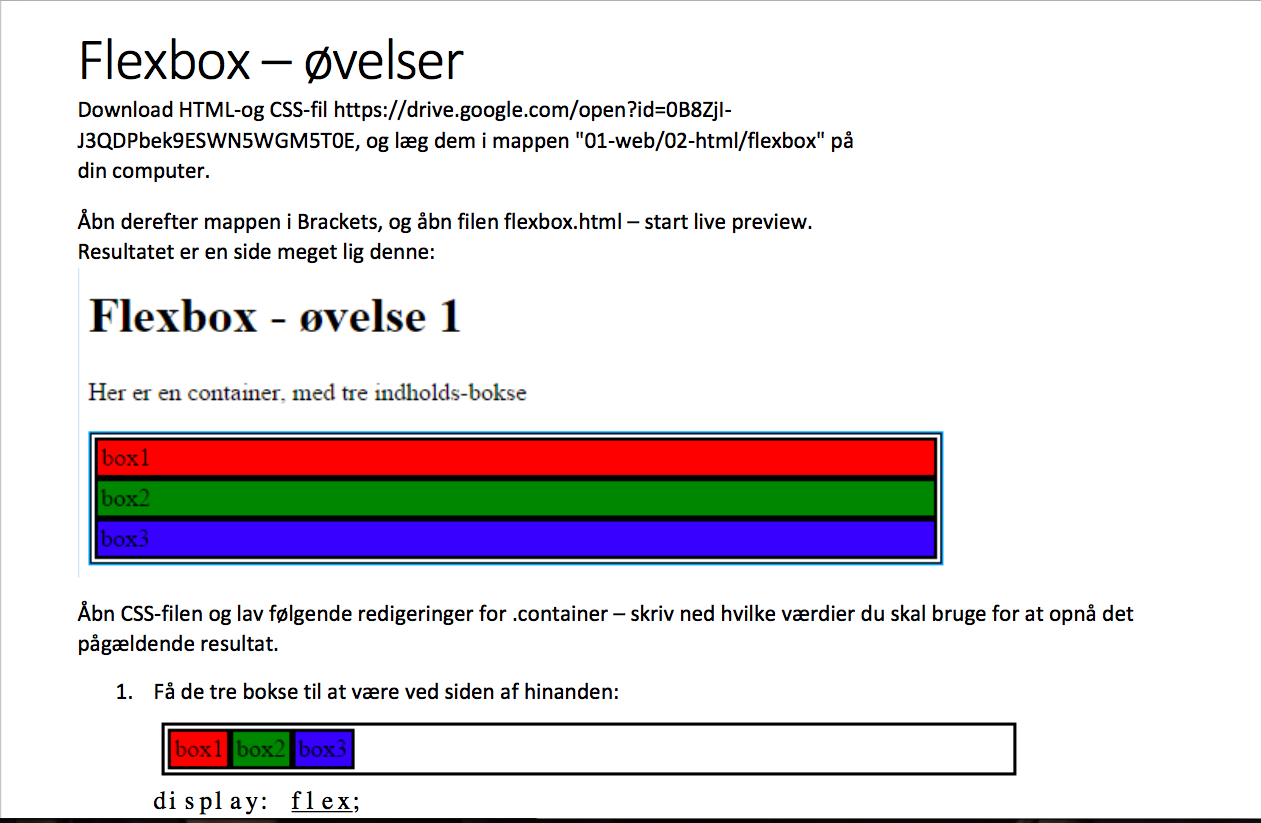 Flexbox – øvelser
Download HTML-og CSS-fil https://drive.google.com/open?id=0B8ZjI-
J3QDPbek9ESWN5WGM5T0E, og læg dem i mappen "01-web/02-html/flexbox" på
din computer.
Åbn derefter mappen i Brackets, og åbn filen flexbox.html – start live preview.
Resultatet er en side meget lig denne:
Flexbox - øvelse 1
Her er en container, med tre indholds-bokse
box1
box2
box3
Åbn CSS-filen og lav følgende redigeringer for .container – skriv ned hvilke værdier du skal bruge for at opnå det
pågældende resultat.
1. Få de tre bokse til at være ved siden af hinanden:
box1 box2 box3
display: flex;